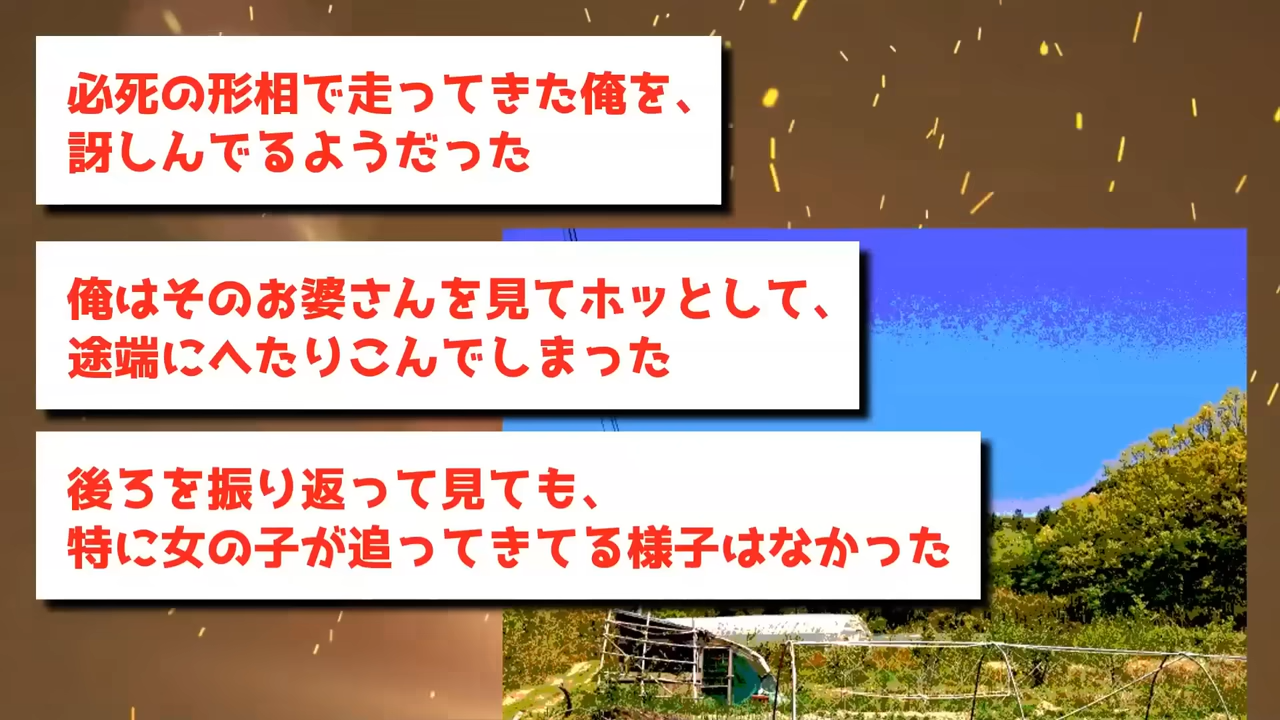 必死の形相で走ってきた俺を、
訝しんでるようだった
俺はそのお婆さんを見てホッとして、
途端にへたりこんでしまった
後ろを振り返って見ても、
特に女の子が追ってきてる様子はなかった